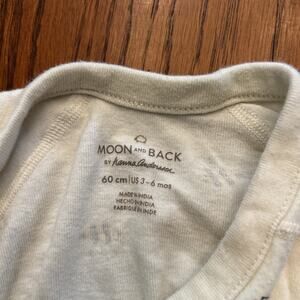 MOON AND BACK
BY hanna andersson
60 cm | US 3-6 mos
MADE IN INDIA
HECHO EN INDIA
FABRIQUÉ EN INDE